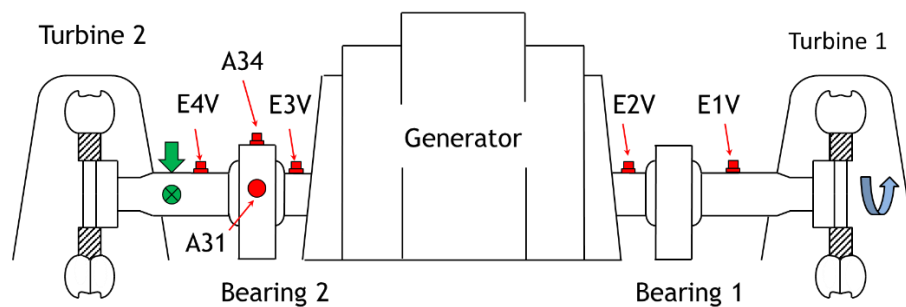 Turbine 2
Turbine 1
A34
E4V
E3V
E2V
E1V
Generator
A31
Bearing 2
Bearing 1